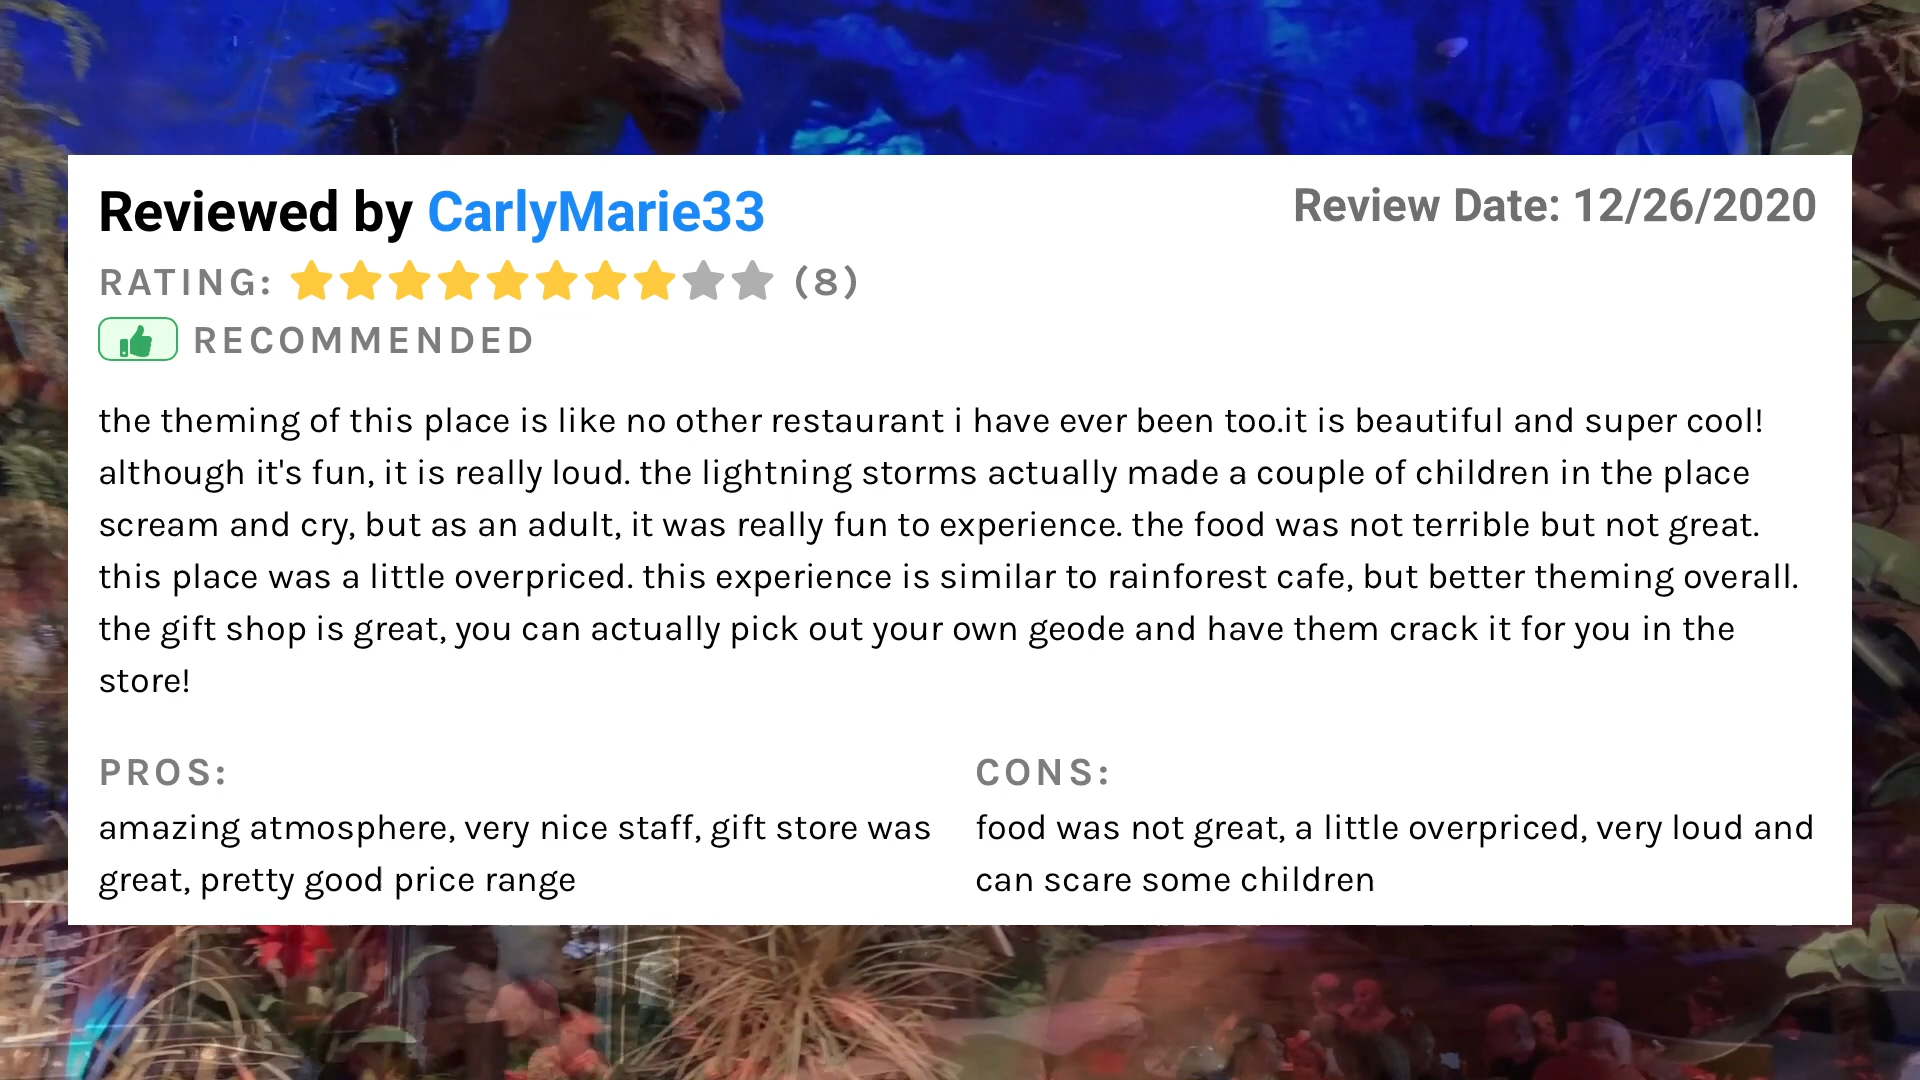 Reviewed by CarlyMarie33
Review Date: 12/26/2020
RATING: (8)
RECOMMENDED
the theming of this place is like no other restaurant i have ever been too.it is beautiful and super cool!
although it's fun, it is really loud. the lightning storms actually made a couple of children in the place
scream and cry, but as an adult, it was really fun to experience. the food was not terrible but not great.
this place was a little overpriced. this experience is similar to rainforest cafe, but better theming overall.
the gift shop is great, you can actually pick out your own geode and have them crack it for you in the
store!
PROS:
amazing atmosphere, very nice staff, gift store was
great, pretty good price range
CONS:
food was not great, a little overpriced, very loud and
can scare some children